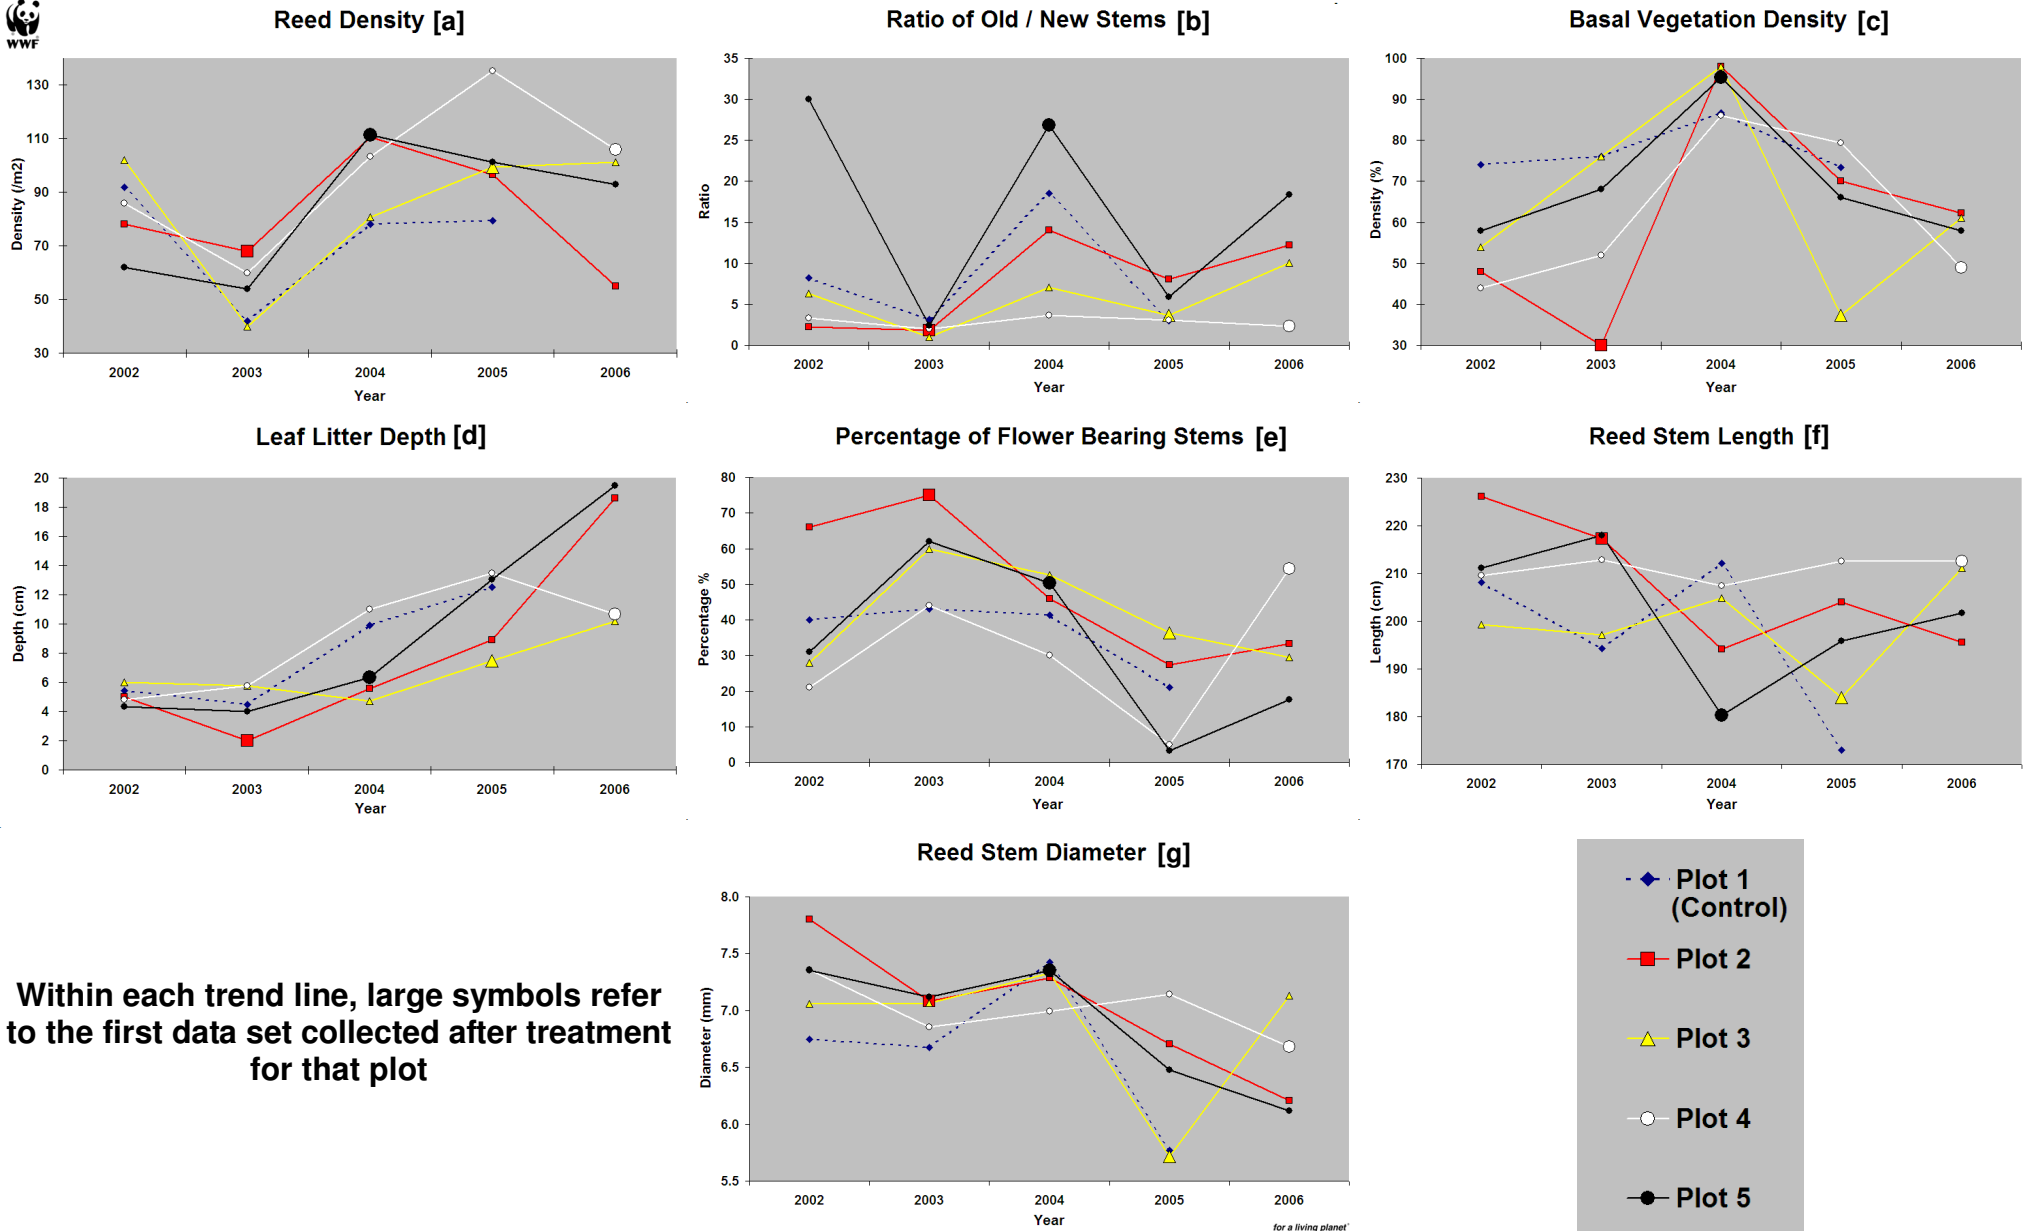 WWF
Reed Density [a]
130
110
90
70
50
30
Density (/m2)
2002 2003 2004 2005 2006
Year
Ratio of Old / New Stems [b]
35
30
25
20
15
10
5
0
Ratio
2002 2003 2004 2005 2006
Year
Basal Vegetation Density [c]
100
90
80
70
60
50
40
30
Density (%)
2002 2003 2004 2005 2006
Year
Leaf Litter Depth [d]
20
18
16
14
12
10
8
6
4
2
0
Depth (cm)
2002 2003 2004 2005 2006
Year
Percentage of Flower Bearing Stems [e]
80
70
60
50
40
30
20
10
0
Percentage %
2002 2003 2004 2005 2006
Year
Reed Stem Length [f]
230
220
210
200
190
180
170
Length (cm)
2002 2003 2004 2005 2006
Year
Within each trend line, large symbols refer
to the first data set collected after treatment
for that plot
Reed Stem Diameter [g]
8.0
7.5
7.0
6.5
6.0
5.5
Diameter (mm)
2002 2003 2004 2005 2006
Year
for a living planet®
Plot 1
(Control)
Plot 2
Plot 3
Plot 4
Plot 5